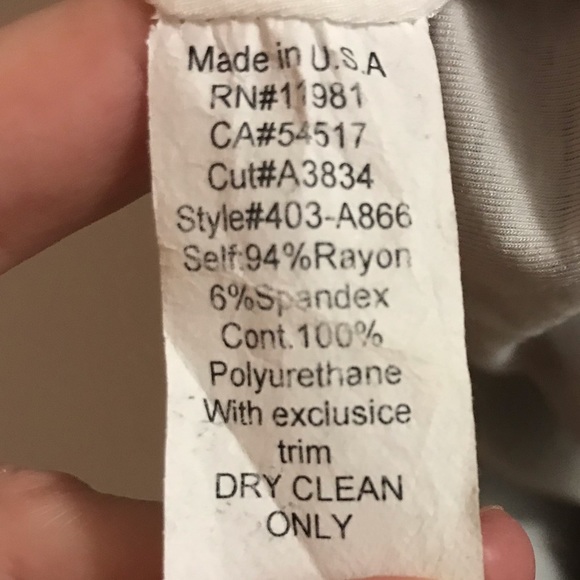 Made in U.S.A
RN#11981
CA#54517
Cut#A3834
Style#403-A866
Self:94%Rayon
6%Spandex
Cont.100%
Polyurethane
With exclusice
trim
DRY CLEAN
ONLY